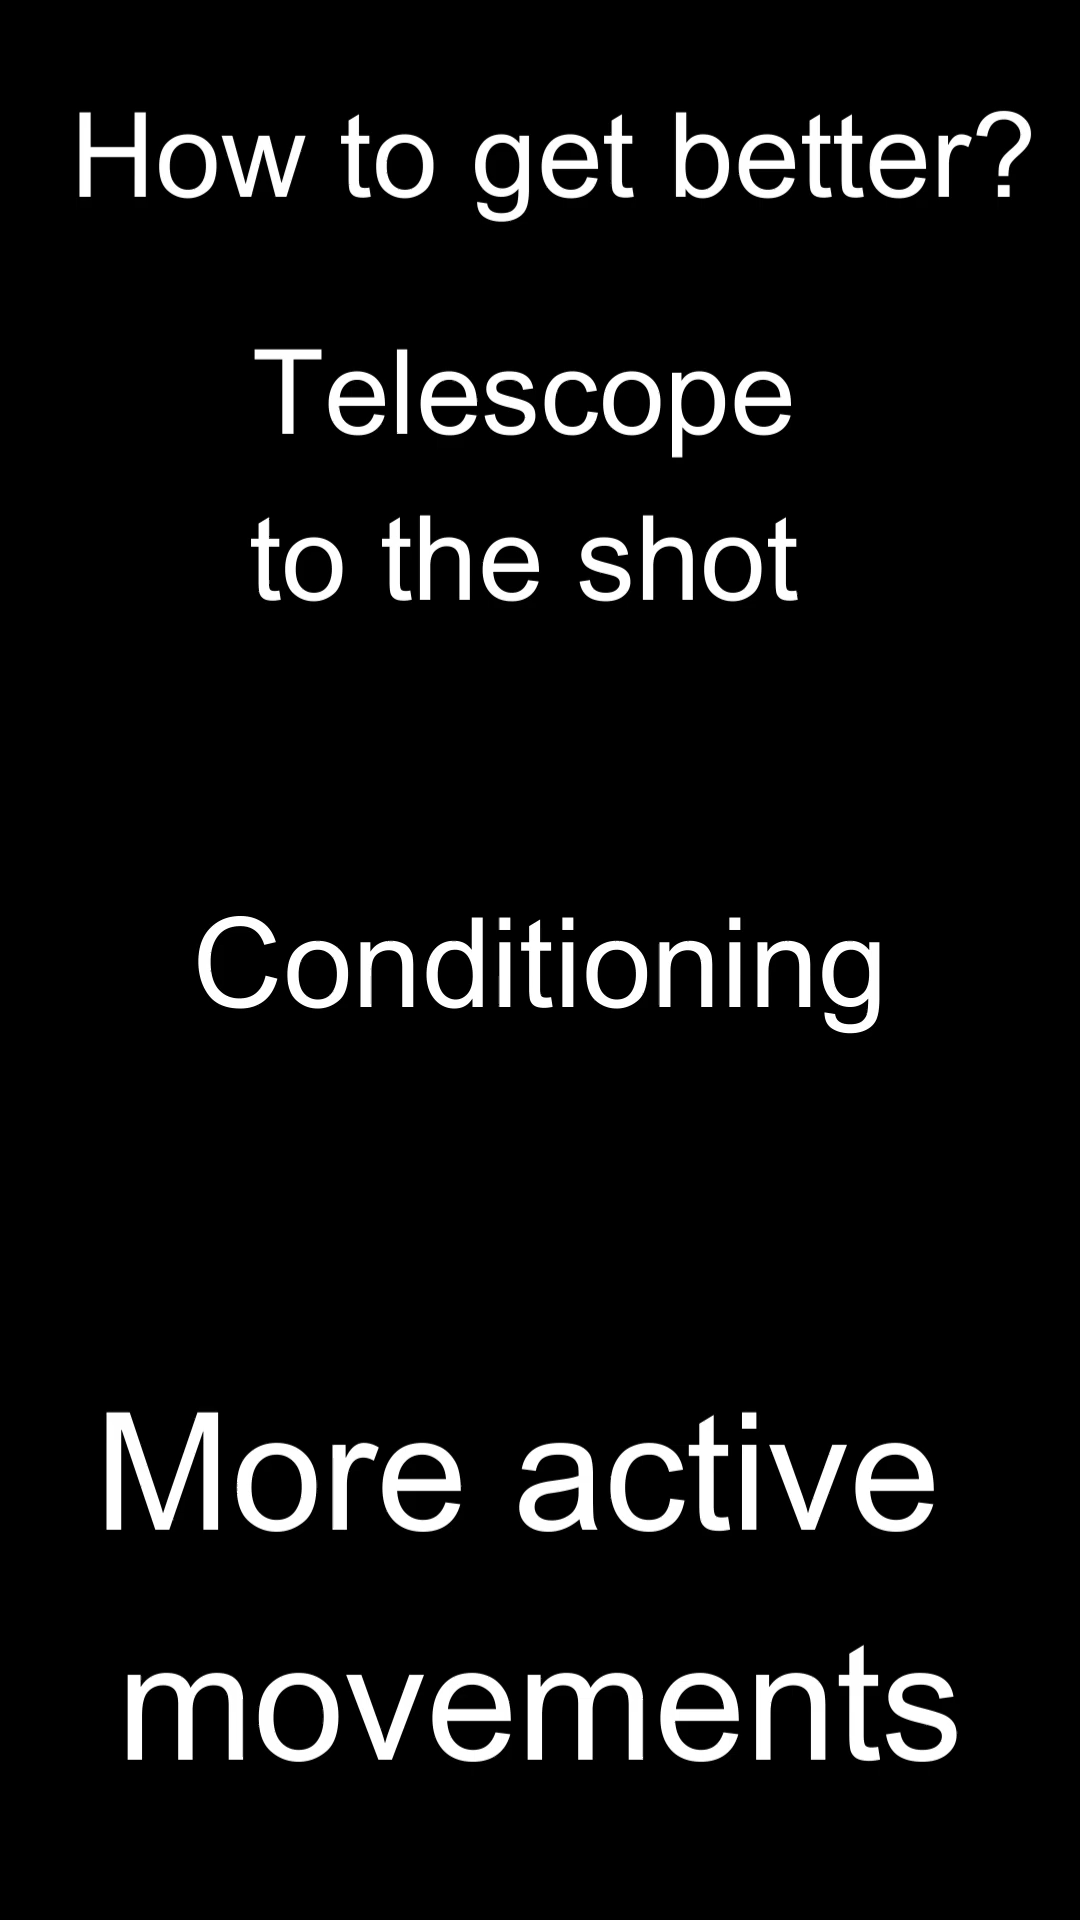 How to get better?
Telescope
to the shot
Conditioning
More active
movements